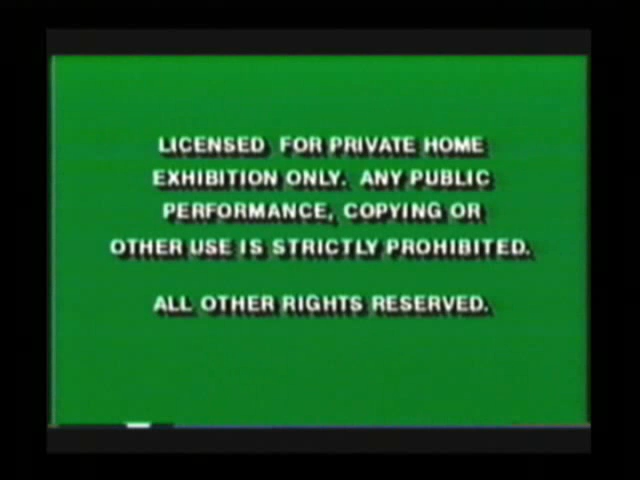 LICENSED FOR PRIVATE HOME
EXHIBITION ONLY. ANY PUBLIC
PERFORMANCE, COPYING OR
OTHER USE IS STRICTLY PROHIBITED.
ALL OTHER RIGHTS RESERVED.